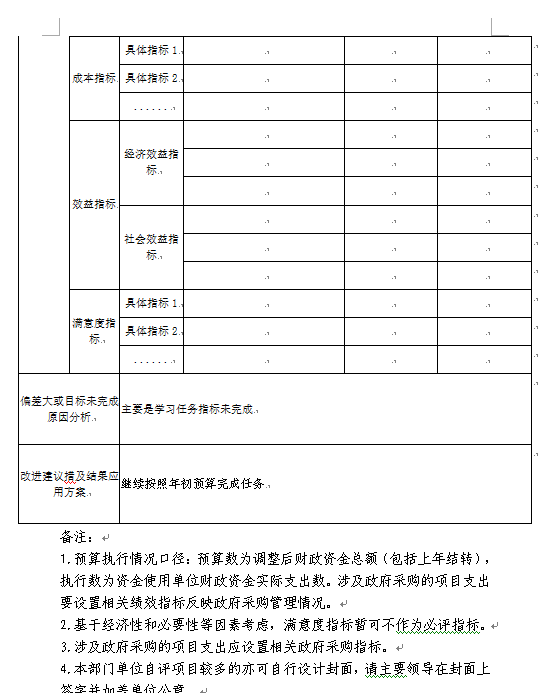 成本指标
具体指标 1.
具体指标 2.
.......
效益指标
经济效益指
标
社会效益指
标
满意度指
标
具体指标 1
具体指标 2
.......
偏差大或目标未完成
原因分析
主要是学习任务指标未完成
改进建议措及结果应
用方案
继续按照年初预算完成任务
备注：
1.预算执行情况口径：预算数为调整后财政资金总额（包括上年结转），
执行数为资金使用单位财政资金实际支出数。涉及政府采购的项目支出
要设置相关绩效指标反映政府采购管理情况。
2.基于经济性和必要性等因素考虑，满意度指标暂可不作为必评指标。
3.涉及政府采购的项目支出应设置相关政府采购指标。
4.本部门单位自评项目较多的亦可自行设计封面，请主要领导在封面上
签字并加盖单位公章。